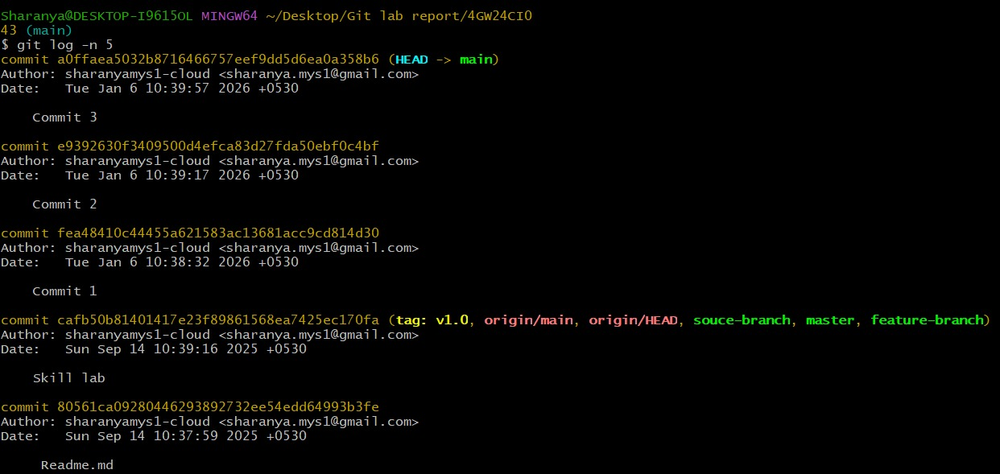 Sharanya@DESKTOP-I9615OL MINGW64 ~/Desktop/Git lab report/4GW24CI0
43 (main)
$ git log -n 5
commit a0ffaea5032b8716466757eef9dd5d6ea0a358b6 (HEAD -> main)
Author: sharanyamys1-cloud <sharanya.mys1@gmail.com>
Date:   Tue Jan 6 10:39:57 2026 +0530
    Commit 3
commit e9392630f3409500d4efca83d27fda50ebf0c4bf
Author: sharanyamys1-cloud <sharanya.mys1@gmail.com>
Date:   Tue Jan 6 10:39:17 2026 +0530
    Commit 2
commit fea48410c44455a621583ac13681acc9cd814d30
Author: sharanyamys1-cloud <sharanya.mys1@gmail.com>
Date:   Tue Jan 6 10:38:32 2026 +0530
    Commit 1
commit cafb50b81401417e23f89861568ea7425ec170fa (tag: v1.0, origin/main, origin/HEAD, souce-branch, master, feature-branch)
Author: sharanyamys1-cloud <sharanya.mys1@gmail.com>
Date:   Sun Sep 14 10:39:16 2025 +0530
    Skill lab
commit 80561ca09280446293892732ee54edd64993b3fe
Author: sharanyamys1-cloud <sharanya.mys1@gmail.com>
Date:   Sun Sep 14 10:37:59 2025 +0530
     Readme.md